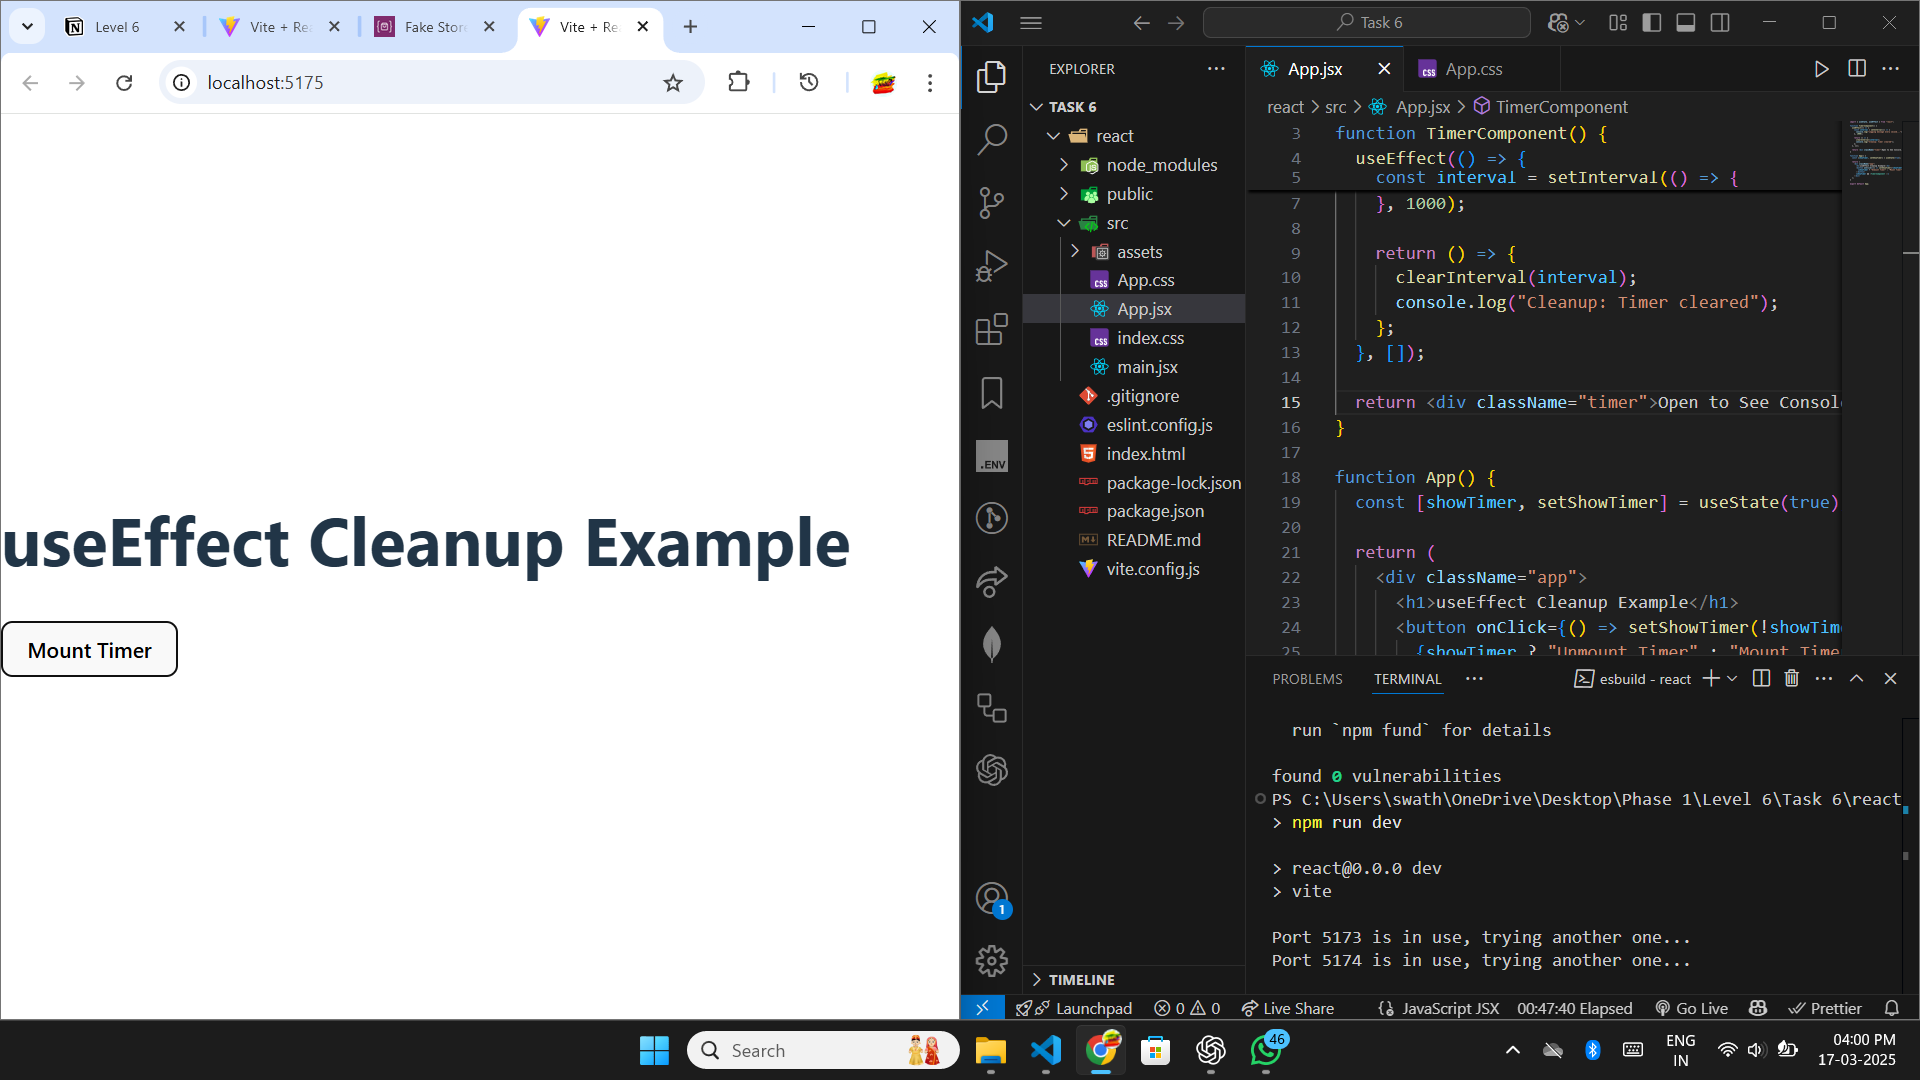 Level 6
Vite + Rea
Fake Store
Vite + Re
localhost:5175
useEffect Cleanup Example
Mount Timer
Task 6
EXPLORER
TASK 6
react
node_modules
public
src
assets
App.css
App.jsx
index.css
main.jsx
.gitignore
eslint.config.js
index.html
package-lock.json
package.json
README.md
vite.config.js
TIMELINE
.ENV
1
App.jsx
App.css
react > src > App.jsx > TimerComponent
3 function TimerComponent() {
4 useEffect(() => {
5 const interval = setInterval(() => {
7 }, 1000);
8
9 return () => {
10 clearInterval(interval);
11 console.log("Cleanup: Timer cleared");
12 };
13 }, []);
14
15 return <div className="timer">Open to See Consol
16 }
17
18 function App() {
19 const [showTimer, setShowTimer] = useState(true)
20
21 return (
22 <div className="app">
23 <h1>useEffect Cleanup Example</h1>
24 <button onClick={() => setShowTimer(!showTim
25 {showTimer ? "Unmount Timer" : "Mount Time
PROBLEMS
TERMINAL
esbuild - react
run `npm fund` for details
found 0 vulnerabilities
PS C:\Users\swath\OneDrive\Desktop\Phase 1\Level 6\Task 6\react
> npm run dev
> react@0.0.0 dev
> vite
Port 5173 is in use, trying another one...
Port 5174 is in use, trying another one...
Launchpad
0
0
Live Share
JavaScript JSX
00:47:40 Elapsed
Go Live
Prettier
Search
46
ENG
IN
04:00 PM
17-03-2025